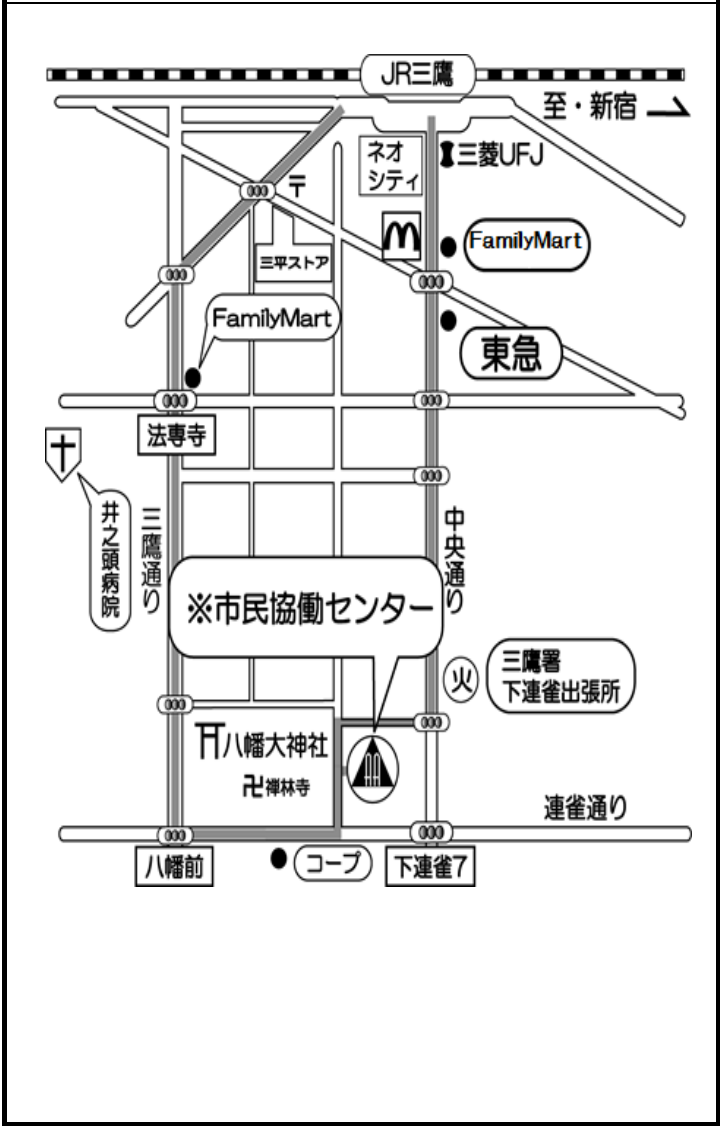 JR三鷹
至・新宿
ネオ
シティ
三菱UFJ
〒
FamilyMart
三平ストア
FamilyMart
東急
法専寺
井之頭病院
三鷹通り
中央通り
※市民協働センター
火
三鷹署
下連雀出張所
八幡大神社
卍禅林寺
連雀通り
八幡前
コープ
下連雀7